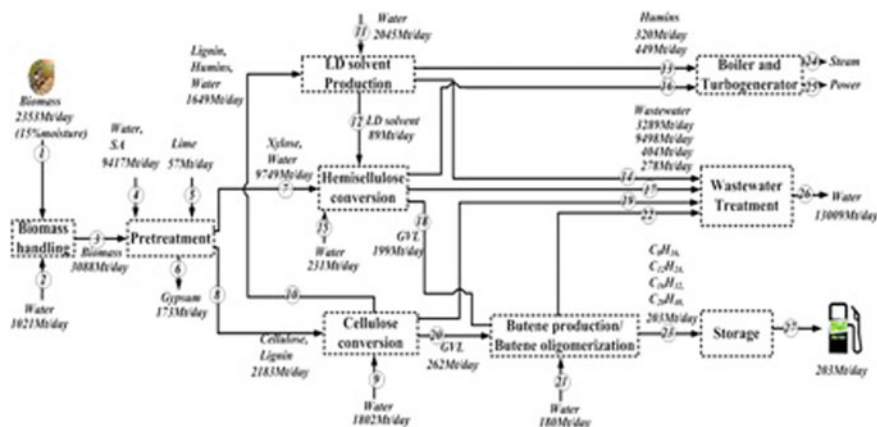 Biomass
2353Mt/day
(15%moisture)
1
Biomass
handling
2
Water
1021Mt/day
3
Biomass
3088Mt/day
Water,
SA
9417Mt/day
4
Lime
57Mt/day
5
Pretreatment
6
Gypsum
173Mt/day
Lignin,
Humins,
Water
1649Mt/day
Xylose,
Water
9749Mt/day
7
8
Cellulose,
Lignin
2183Mt/day
10
11
Water
2045Mt/day
LD solvent
Production
12
LD solvent
89Mt/day
Hemisellulose
conversion
15
Water
231Mt/day
18
GVL
199Mt/day
Cellulose
conversion
9
Water
1802Mt/day
20
GVL
262Mt/day
Butene production/
Butene oligomerization
21
Water
180Mt/day
Humins
320Mt/day
449Mt/day
13
16
Boiler and
Turbogenerator
24
Steam
25
Power
Wastewater
3289Mt/day
9498Mt/day
404Mt/day
278Mt/day
14
17
19
22
Wastewater
Treatment
26
Water
13009Mt/day
203Mt/day
Storage
27
203Mt/day